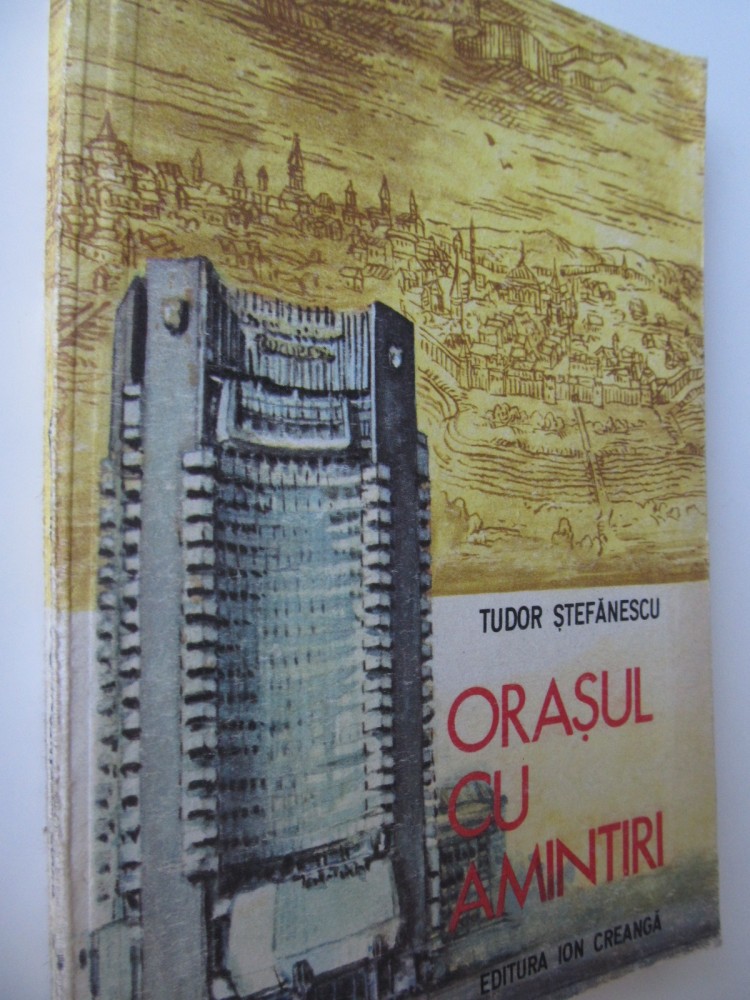 TUDOR ȘTEFĂNESCU
ORAȘUL
CU
AMINTIRI
EDITURA ION CREANGĂ